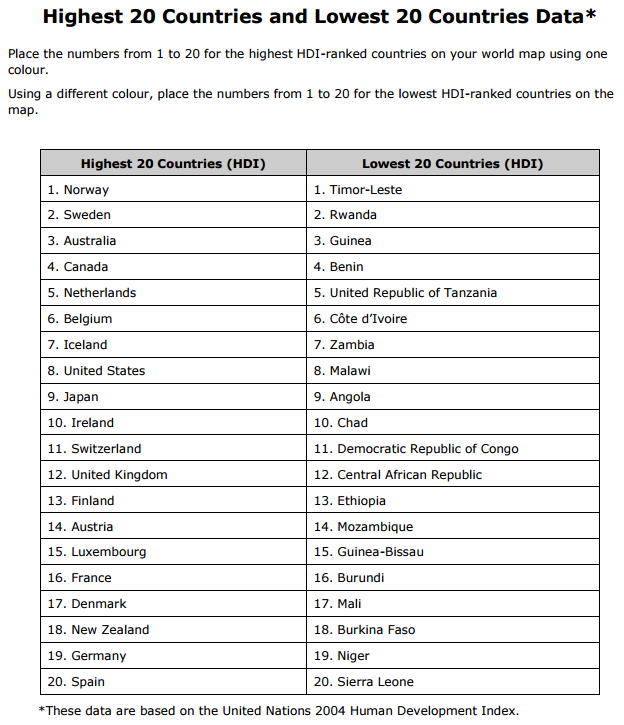 Highest 20 Countries and Lowest 20 Countries Data*
Place the numbers from 1 to 20 for the highest HDI-ranked countries on your world map using one
colour.
Using a different colour, place the numbers from 1 to 20 for the lowest HDI-ranked countries on the
map.
Highest 20 Countries (HDI) Lowest 20 Countries (HDI)
1. Norway 1. Timor-Leste
2. Sweden 2. Rwanda
3. Australia 3. Guinea
4. Canada 4. Benin
5. Netherlands 5. United Republic of Tanzania
6. Belgium 6. Côte d’Ivoire
7. Iceland 7. Zambia
8. United States 8. Malawi
9. Japan 9. Angola
10. Ireland 10. Chad
11. Switzerland 11. Democratic Republic of Congo
12. United Kingdom 12. Central African Republic
13. Finland 13. Ethiopia
14. Austria 14. Mozambique
15. Luxembourg 15. Guinea-Bissau
16. France 16. Burundi
17. Denmark 17. Mali
18. New Zealand 18. Burkina Faso
19. Germany 19. Niger
20. Spain 20. Sierra Leone
*These data are based on the United Nations 2004 Human Development Index.